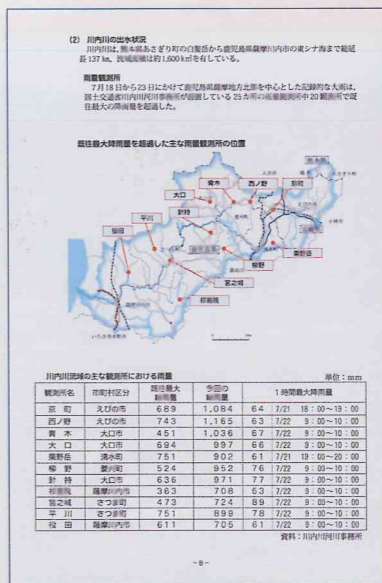 (2) 川内川の出水状況
川内川は、熊本県あさぎり町の白髪岳から鹿児島県薩摩川内市の東シナ海まで総延
長137km、流域面積は約1,600km²を有している。
雨量観測所
7月18日から23日にかけて鹿児島県薩摩地方北部を中心とした記録的な大雨は、
国土交通省川内川河川事務所が設置している25カ所の雨量観測所中20観測所で既
往最大の降雨量を超過した。
既往最大降雨量を超過した主な雨量観測所の位置
熊本県
青木
西ノ野
京町
大口
えびの市
針持
平川
役田
宮崎県
栗野岳
柳野
宮之城
祁答院
川内川流域の主な観測所における雨量
単位：mm
観測所名 市町村区分 既往最大総雨量 今回の総雨量 1時間最大降雨量
京町 えびの市 689 1,084 64 7/21 18：00～19：00
西ノ野 えびの市 743 1,165 63 7/22 9：00～10：00
青木 大口市 451 1,036 67 7/22 9：00～10：00
大口 大口市 694 997 66 7/22 9：00～10：00
栗野岳 湧水町 751 902 61 7/21 19：00～20：00
柳野 菱刈町 524 952 76 7/22 9：00～10：00
針持 大口市 636 971 77 7/22 9：00～10：00
祁答院 薩摩川内市 363 708 53 7/22 9：00～10：00
宮之城 さつま町 473 724 89 7/22 9：00～10：00
平川 さつま町 751 899 78 7/22 9：00～10：00
役田 薩摩川内市 611 705 61 7/22 9：00～10：00
資料：川内川河川事務所
-8-